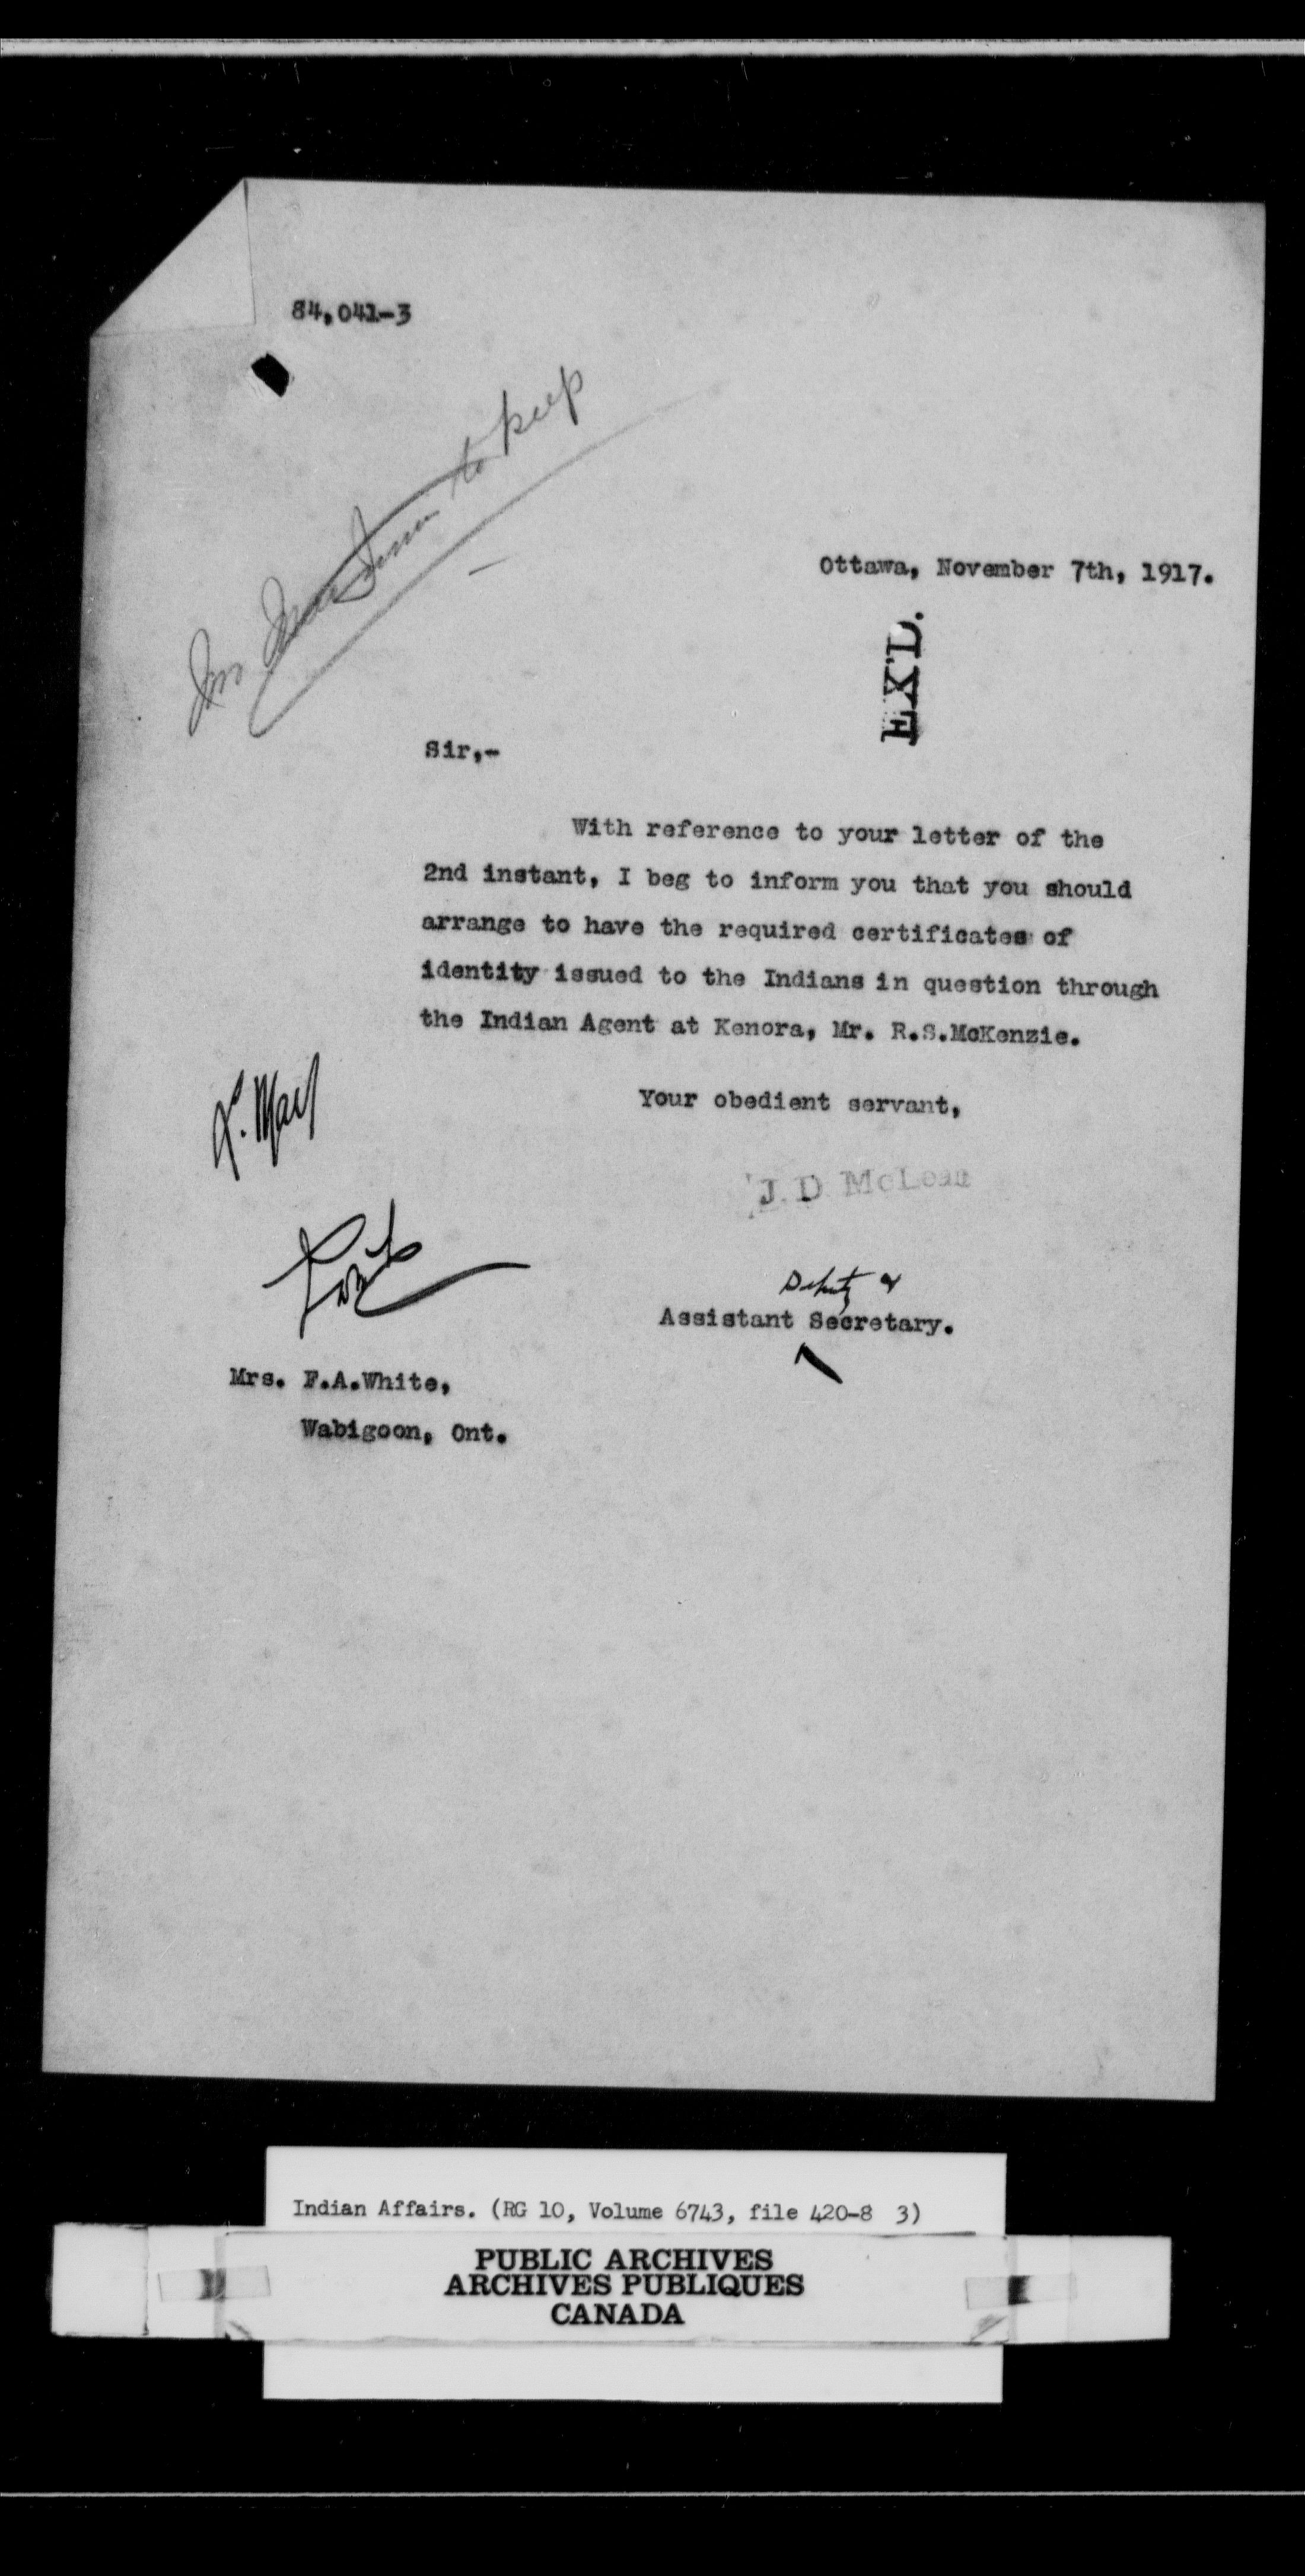 84,041-3
to keep
Ottawa, November 7th, 1917.
EX'D.
Sir,-
With reference to your letter of the
2nd instant, I beg to inform you that you should
arrange to have the required certificates of
identity issued to the Indians in question through
the Indian Agent at Kenora, Mr. R.S.McKenzie.
Your obedient servant,
J. D McLean
Deputy &
Assistant Secretary.
Mrs. F.A.White,
Wabigoon, Ont.
Indian Affairs. (RG 10, Volume 6743, file 420-8 3)
PUBLIC ARCHIVES
ARCHIVES PUBLIQUES
CANADA